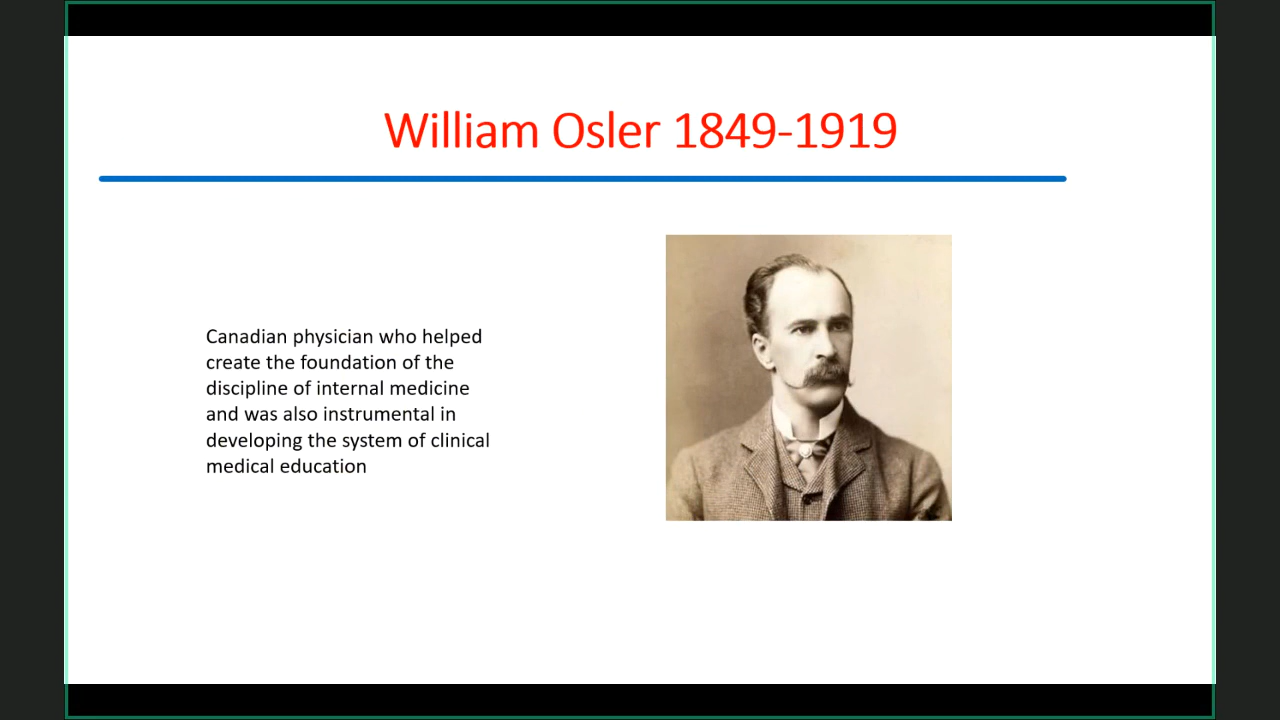 William Osler 1849-1919
Canadian physician who helped
create the foundation of the
discipline of internal medicine
and was also instrumental in
developing the system of clinical
medical education